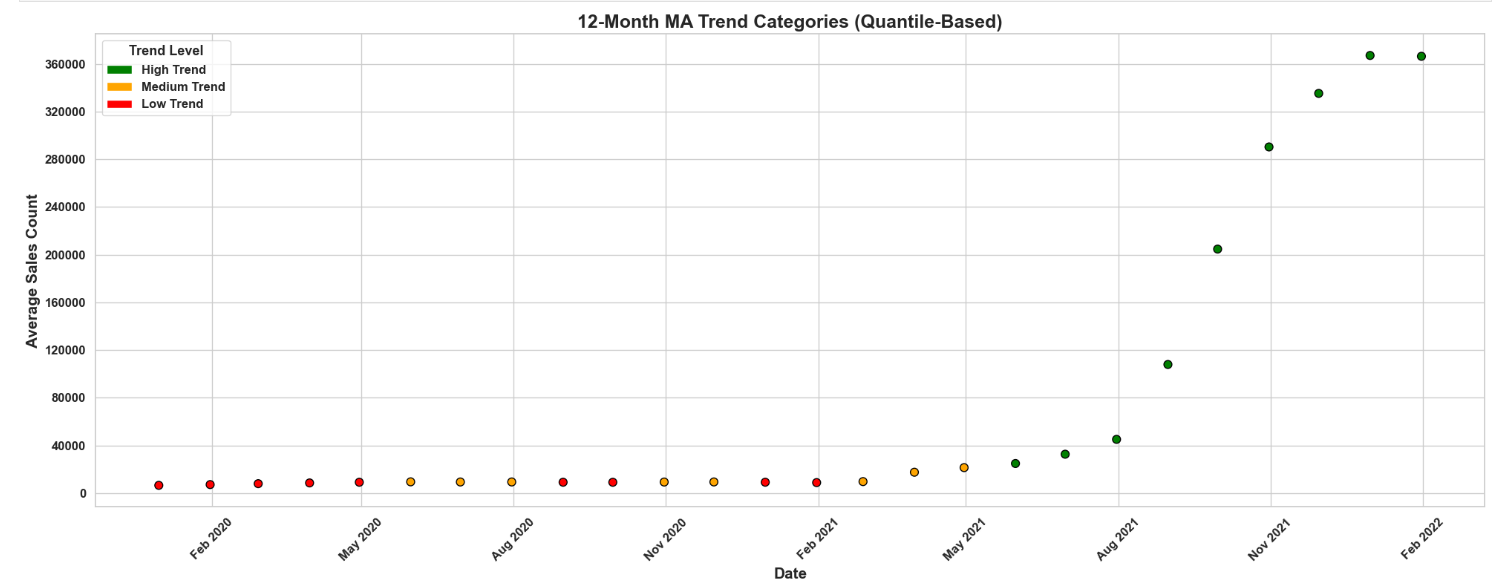 12-Month MA Trend Categories (Quantile-Based)
Trend Level
High Trend
Medium Trend
Low Trend
Average Sales Count
360000
320000
280000
240000
200000
160000
120000
80000
40000
0
Feb 2020
May 2020
Aug 2020
Nov 2020
Feb 2021
May 2021
Aug 2021
Nov 2021
Feb 2022
Date